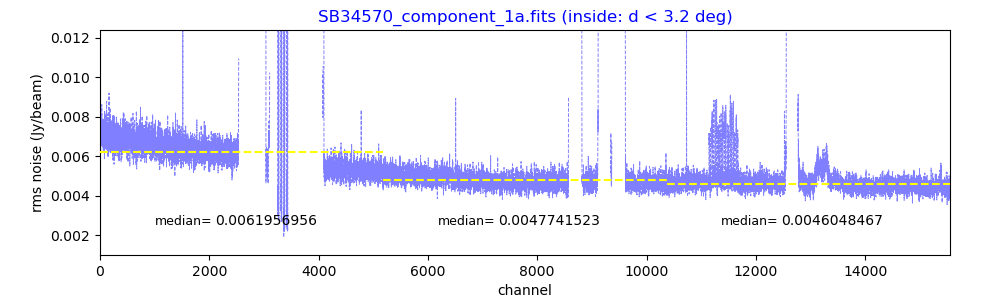 SB34570_component_1a.fits (inside: d < 3.2 deg)
rms noise (Jy/beam)
0.012
0.010
0.008
0.006
0.004
0.002
median= 0.0061956956
median= 0.0047741523
median= 0.0046048467
0 2000 4000 6000 8000 10000 12000 14000
channel